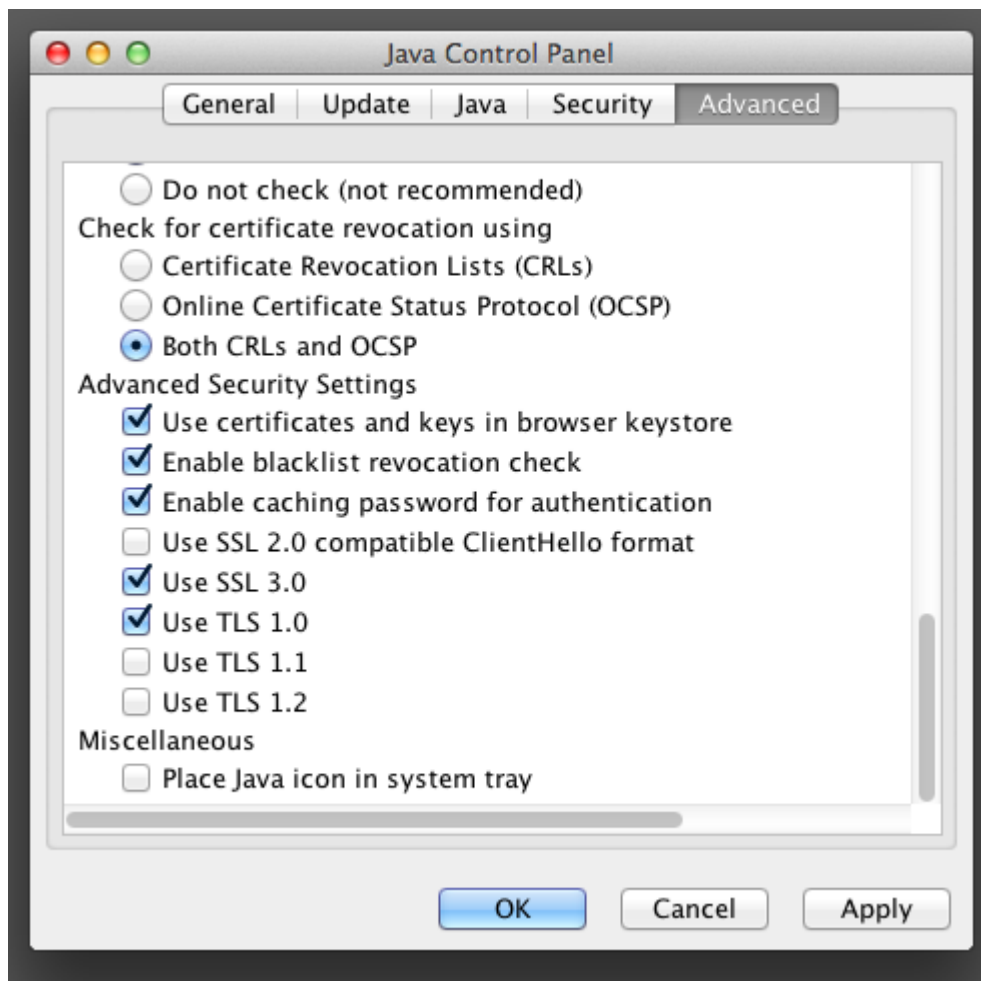 Java Control Panel
General Update Java Security Advanced
Do not check (not recommended)
Check for certificate revocation using
Certificate Revocation Lists (CRLs)
Online Certificate Status Protocol (OCSP)
Both CRLs and OCSP
Advanced Security Settings
Use certificates and keys in browser keystore
Enable blacklist revocation check
Enable caching password for authentication
Use SSL 2.0 compatible ClientHello format
Use SSL 3.0
Use TLS 1.0
Use TLS 1.1
Use TLS 1.2
Miscellaneous
Place Java icon in system tray
OK Cancel Apply